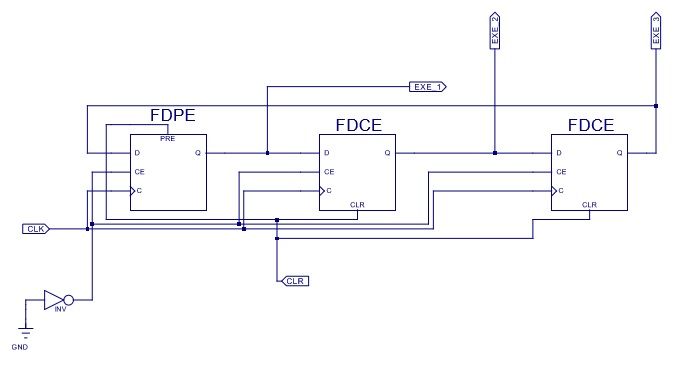 EXE_2
EXE_3
EXE_1
FDPE
FDCE
FDCE
PRE
D
Q
D
Q
D
Q
CE
CE
CE
C
C
C
CLR
CLR
CLK
CLR
INV
GND